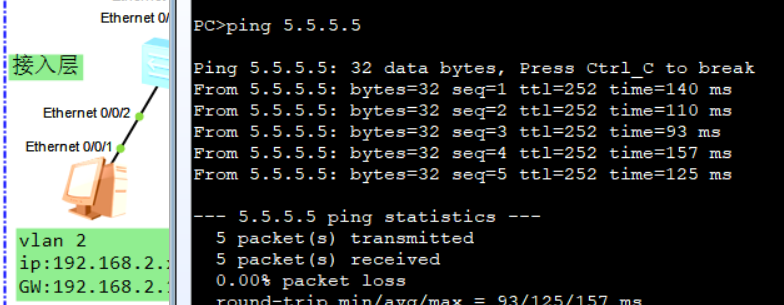 Ethernet 0/
接入层
Ethernet 0/0/2
Ethernet 0/0/1
vlan 2
ip:192.168.2.
GW:192.168.2.
PC>ping 5.5.5.5
Ping 5.5.5.5: 32 data bytes, Press Ctrl_C to break
From 5.5.5.5: bytes=32 seq=1 ttl=252 time=140 ms
From 5.5.5.5: bytes=32 seq=2 ttl=252 time=110 ms
From 5.5.5.5: bytes=32 seq=3 ttl=252 time=93 ms
From 5.5.5.5: bytes=32 seq=4 ttl=252 time=157 ms
From 5.5.5.5: bytes=32 seq=5 ttl=252 time=125 ms
--- 5.5.5.5 ping statistics ---
5 packet(s) transmitted
5 packet(s) received
0.00% packet loss
round-trip min/avg/max = 93/125/157 ms